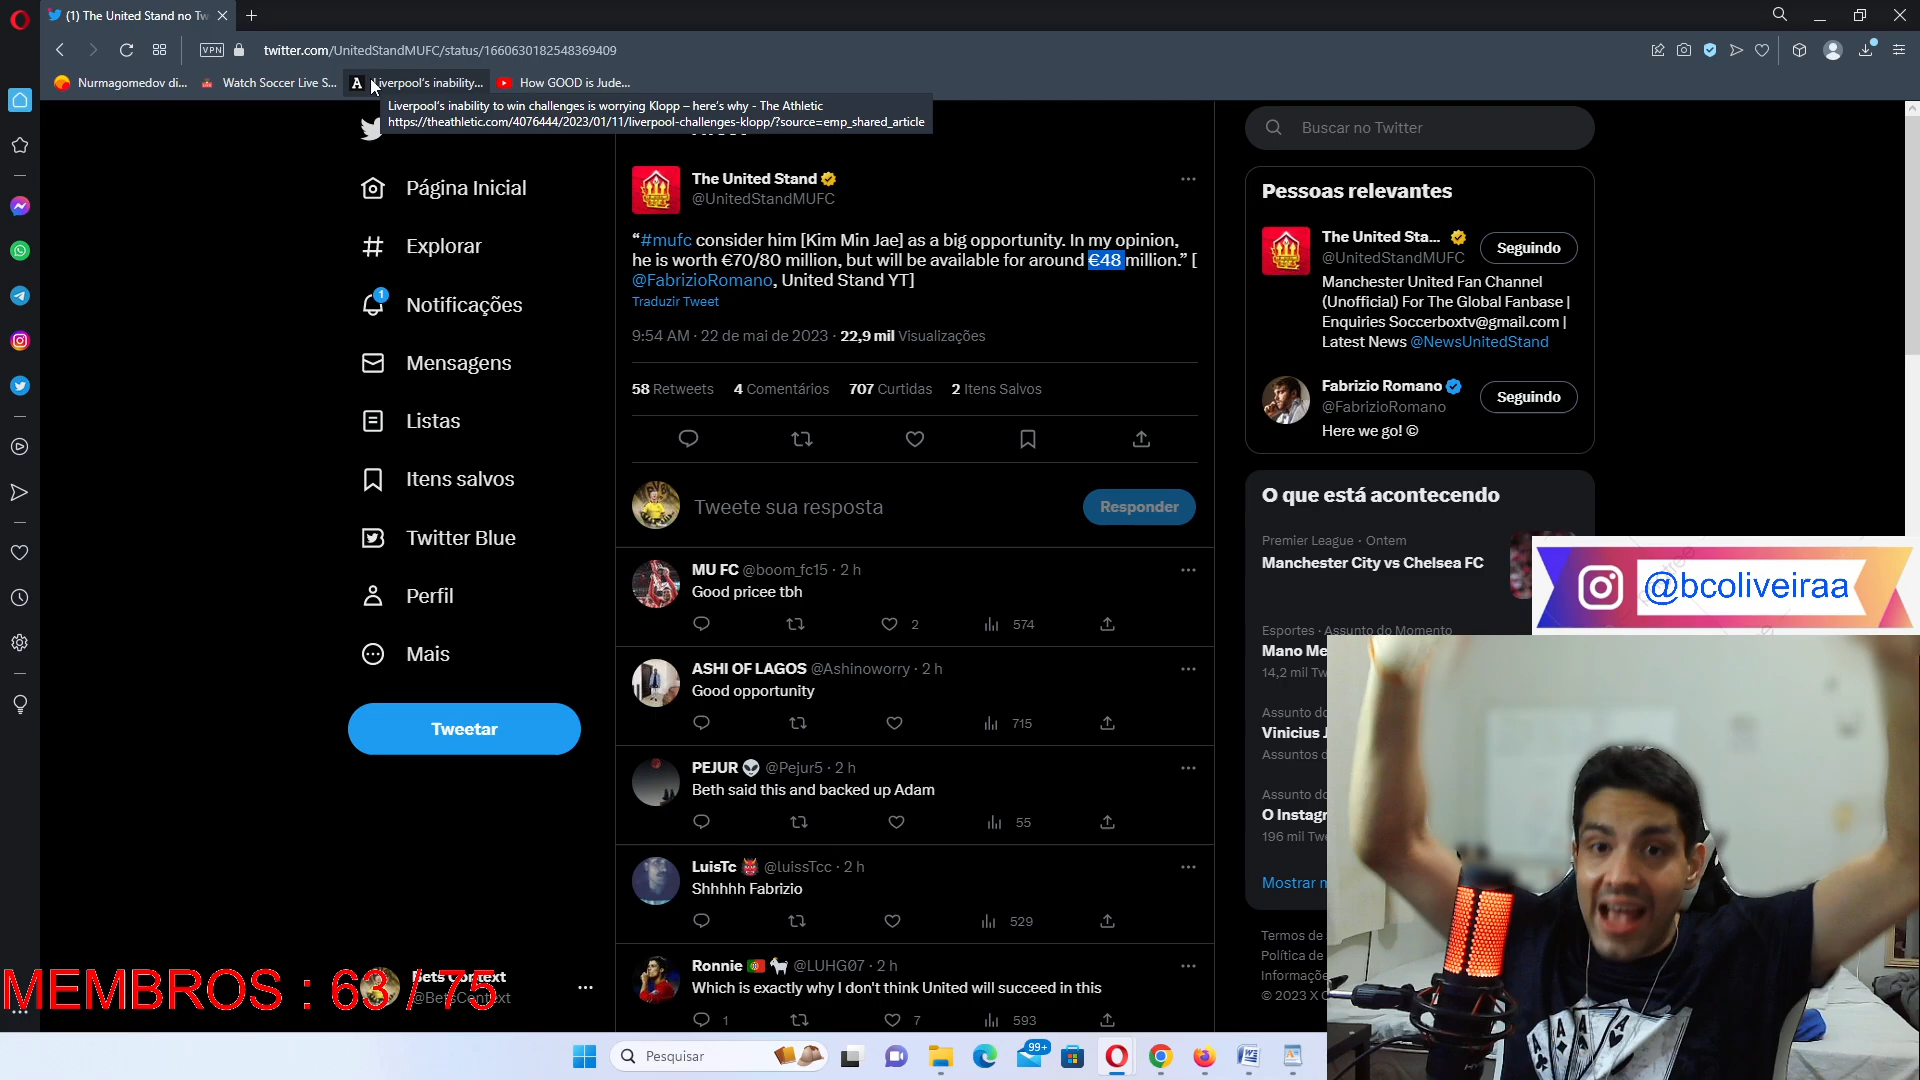 (1) The United Stand no Tw
VPN
twitter.com/UnitedStandMUFC/status/1660630182548369409
Nurmagomedov di...
Watch Soccer Live S...
Liverpool's inability...
How GOOD is Jude...
Liverpool's inability to win challenges is worrying Klopp – here's why - The Athletic
https://theathletic.com/4076444/2023/01/11/liverpool-challenges-klopp/?source=emp_shared_article
Página Inicial
Explorar
1
Notificações
Mensagens
Listas
Itens salvos
Twitter Blue
Perfil
Mais
Tweetar
Bets Context
@BetsContext
MEMBROS : 63 / 75
The United Stand
@UnitedStandMUFC
“#mufc consider him [Kim Min Jae] as a big opportunity. In my opinion,
he is worth €70/80 million, but will be available for around €48 million.” [
@FabrizioRomano, United Stand YT]
Traduzir Tweet
9:54 AM · 22 de mai de 2023 · 22,9 mil Visualizações
58 Retweets 4 Comentários 707 Curtidas 2 Itens Salvos
Tweete sua resposta
Responder
MU FC @boom_fc15 · 2 h
Good pricee tbh
2 574
ASHI OF LAGOS @Ashinoworry · 2 h
Good opportunity
715
PEJUR @Pejur5 · 2 h
Beth said this and backed up Adam
55
LuisTc @luissTcc · 2 h
Shhhhh Fabrizio
529
Ronnie @LUHG07 · 2 h
Which is exactly why I don't think United will succeed in this
1 7 593
Buscar no Twitter
Pessoas relevantes
The United Sta...
@UnitedStandMUFC
Seguindo
Manchester United Fan Channel
(Unofficial) For The Global Fanbase |
Enquiries Soccerboxtv@gmail.com |
Latest News @NewsUnitedStand
Fabrizio Romano
@FabrizioRomano
Seguindo
Here we go! ©
O que está acontecendo
Premier League · Ontem
Manchester City vs Chelsea FC
@bcoliveiraa
Esportes · Assunto do Momento
Mano Me
14,2 mil Tw
Assunto do
Vinicius J
Assuntos d
Assunto do
O Instagr
196 mil Twe
Mostrar m
Termos de
Política de
Informaçõe
© 2023 X C
Pesquisar
99+